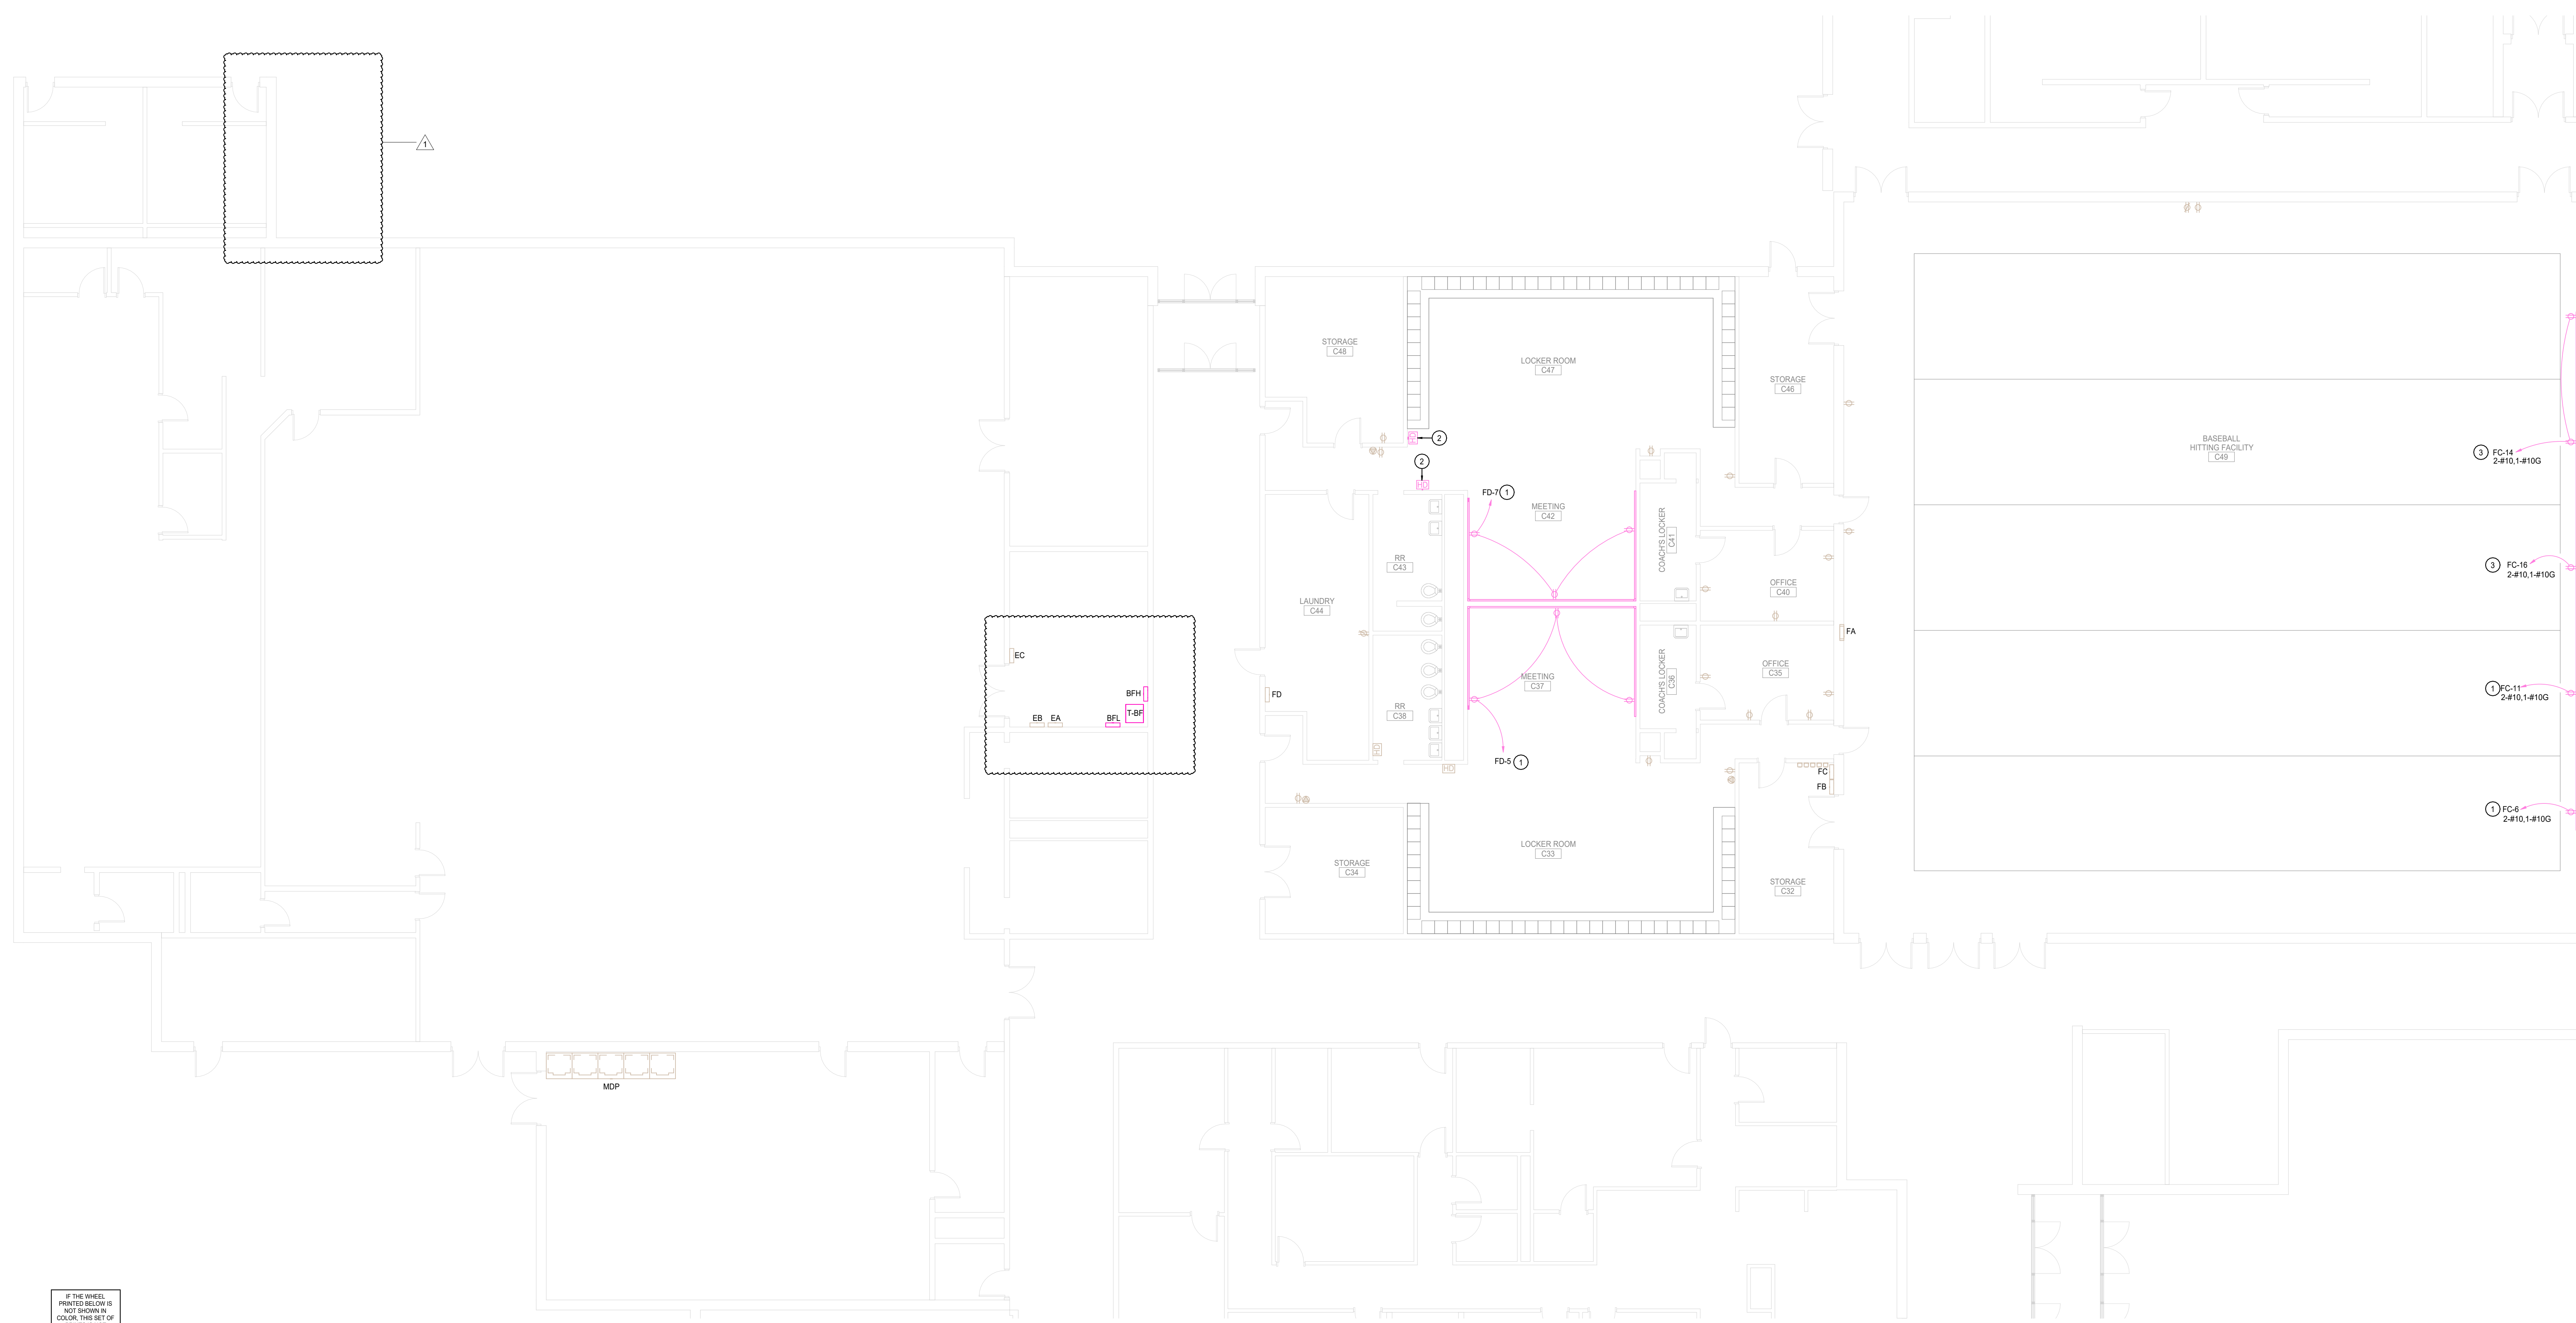 1
STORAGE
C48
LOCKER ROOM
C47
STORAGE
C46
BASEBALL
HITTING FACILITY
C49
2
2
HD
HD
3 FC-14
2-#10,1-#10G
FD-7 1
MEETING
C42
COACH'S LOCKER
C41
RR
C43
3 FC-16
2-#10,1-#10G
OFFICE
C40
LAUNDRY
C44
FA
EC
OFFICE
C35
MEETING
C37
COACH'S LOCKER
C36
BFH
FD
1 FC-11
2-#10,1-#10G
T-BF
EB EA BFL
RR
C38
HD
HD
FD-5 1
FC
FB
1 FC-6
2-#10,1-#10G
LOCKER ROOM
C33
STORAGE
C34
STORAGE
C32
MDP
IF THE WHEEL
PRINTED BELOW IS
NOT SHOWN IN
COLOR, THIS SET OF